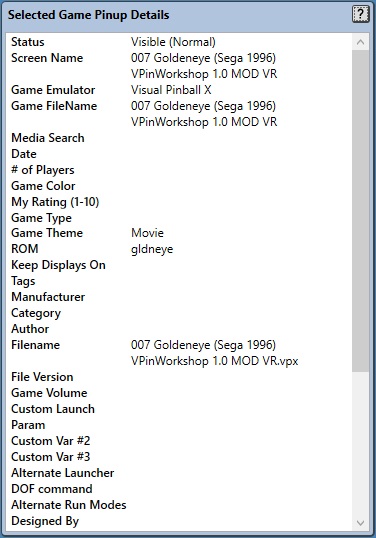 Selected Game Pinup Details
?
Status Visible (Normal)
Screen Name 007 Goldeneye (Sega 1996)
VPinWorkshop 1.0 MOD VR
Game Emulator Visual Pinball X
Game FileName 007 Goldeneye (Sega 1996)
VPinWorkshop 1.0 MOD VR
Media Search
Date
# of Players
Game Color
My Rating (1-10)
Game Type
Game Theme Movie
ROM gldneye
Keep Displays On
Tags
Manufacturer
Category
Author
Filename 007 Goldeneye (Sega 1996)
VPinWorkshop 1.0 MOD VR.vpx
File Version
Game Volume
Custom Launch
Param
Custom Var #2
Custom Var #3
Alternate Launcher
DOF command
Alternate Run Modes
Designed By